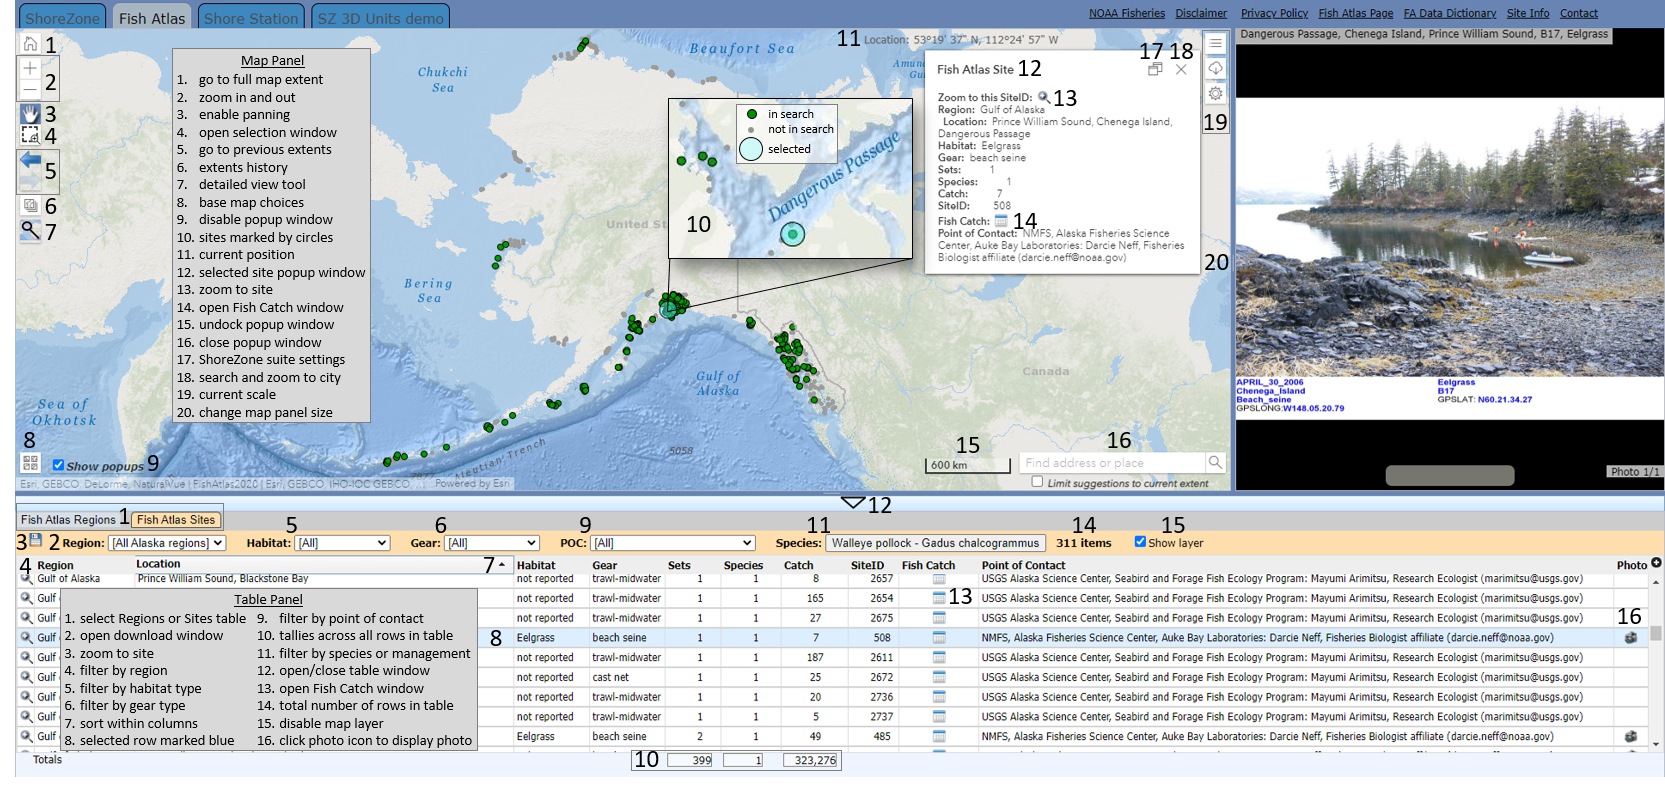 ShoreZone Fish Atlas Shore Station SZ 3D Units demo
NOAA Fisheries Disclaimer Privacy Policy Fish Atlas Page FA Data Dictionary Site Info Contact
1
2
3
4
5
6
7
8
9
Map Panel
1. go to full map extent
2. zoom in and out
3. enable panning
4. open selection window
5. go to previous extents
6. extents history
7. detailed view tool
8. base map choices
9. disable popup window
10. sites marked by circles
11. current position
12. selected site popup window
13. zoom to site
14. open Fish Catch window
15. undock popup window
16. close popup window
17. ShoreZone suite settings
18. search and zoom to city
19. current scale
20. change map panel size
Chukchi
Sea
Beaufort Sea
Bering
Sea
Sea of
Okhotsk
Gulf of
Alaska
Canada
5058
11 Location: 53°19' 37" N, 112°24' 57" W
in search
not in search
selected
Dangerous Passage
10
17 18
Fish Atlas Site 12
Zoom to this SiteID: 13
Region: Gulf of Alaska
Location: Prince William Sound, Chenega Island,
Dangerous Passage
Habitat: Eelgrass
Gear: beach seine
Sets: 1
Species: 1
Catch: 7
SiteID: 508
Fish Catch: 14
Point of Contact: NMFS, Alaska Fisheries Science
Center, Auke Bay Laboratories: Darcie Neff, Fisheries
Biologist affiliate (darcie.neff@noaa.gov)
19
20
15
600 km
16
Find address or place
Limit suggestions to current extent
Show popups
Esri, GEBCO, DeLorme, NaturalVue | FishAtlas2020 | Esri, GEBCO, IHO-IOC GEBCO, Powered by Esri
Dangerous Passage, Chenega Island, Prince William Sound, B17, Eelgrass
APRIL_30_2006 Eelgrass
Chenega_Island B17
Beach_seine GPSLAT: N60.21.34.27
GPSLONG:W148.05.20.79
Photo 1/1
12
Fish Atlas Regions 1 Fish Atlas Sites
5 6 9 11 14 15
3 2 Region: [All Alaska regions] Habitat: [All] Gear: [All] POC: [All] Species: Walleye pollock - Gadus chalcogrammus 311 items Show layer
4 Region Location 7 Habitat Gear Sets Species Catch SiteID Fish Catch Point of Contact Photo
Gulf of Alaska Prince William Sound, Blackstone Bay not reported trawl-midwater 1 1 8 2657 USGS Alaska Science Center, Seabird and Forage Fish Ecology Program: Mayumi Arimitsu, Research Ecologist (marimitsu@usgs.gov)
Gulf not reported trawl-midwater 1 1 165 2654 13 USGS Alaska Science Center, Seabird and Forage Fish Ecology Program: Mayumi Arimitsu, Research Ecologist (marimitsu@usgs.gov)
Gulf not reported trawl-midwater 1 1 27 2675 USGS Alaska Science Center, Seabird and Forage Fish Ecology Program: Mayumi Arimitsu, Research Ecologist (marimitsu@usgs.gov) 16
Gulf 8 Eelgrass beach seine 1 1 7 508 NMFS, Alaska Fisheries Science Center, Auke Bay Laboratories: Darcie Neff, Fisheries Biologist affiliate (darcie.neff@noaa.gov)
Gulf not reported trawl-midwater 1 1 187 2611 USGS Alaska Science Center, Seabird and Forage Fish Ecology Program: Mayumi Arimitsu, Research Ecologist (marimitsu@usgs.gov)
Gulf not reported cast net 1 1 25 2672 USGS Alaska Science Center, Seabird and Forage Fish Ecology Program: Mayumi Arimitsu, Research Ecologist (marimitsu@usgs.gov)
Gulf not reported trawl-midwater 1 1 20 2736 USGS Alaska Science Center, Seabird and Forage Fish Ecology Program: Mayumi Arimitsu, Research Ecologist (marimitsu@usgs.gov)
Gulf not reported trawl-midwater 1 1 5 2737 USGS Alaska Science Center, Seabird and Forage Fish Ecology Program: Mayumi Arimitsu, Research Ecologist (marimitsu@usgs.gov)
Gulf Eelgrass beach seine 2 1 49 485 NMFS, Alaska Fisheries Science Center, Auke Bay Laboratories: Darcie Neff, Fisheries Biologist affiliate (darcie.neff@noaa.gov)
Table Panel
1. select Regions or Sites table 9. filter by point of contact
2. open download window 10. tallies across all rows in table
3. zoom to site 11. filter by species or management
4. filter by region 12. open/close table window
5. filter by habitat type 13. open Fish Catch window
6. filter by gear type 14. total number of rows in table
7. sort within columns 15. disable map layer
8. selected row marked blue 16. click photo icon to display photo
Totals 10 399 1 323,276